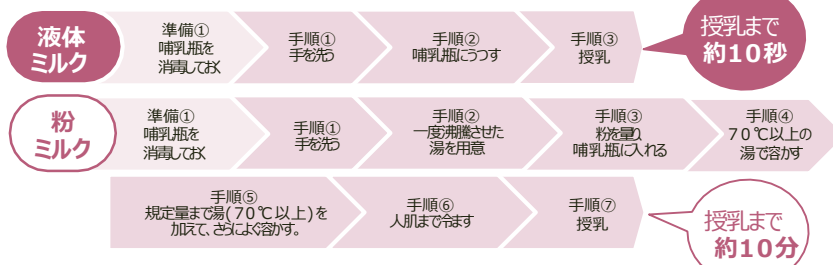 液体
ミルク
準備①
哺乳瓶を
消毒しておく
手順①
手を洗う
手順②
哺乳瓶にうつす
手順③
授乳
授乳まで
約10秒
粉
ミルク
準備①
哺乳瓶を
消毒しておく
手順①
手を洗う
手順②
一度沸騰させた
湯を用意
手順③
粉を量り
哺乳瓶に入れる
手順④
70℃以上の
湯で溶かす
手順⑤
規定量まで湯(70℃以上)を
加えて、さらによく溶かす。
手順⑥
人肌まで冷ます
手順⑦
授乳
授乳まで
約10分